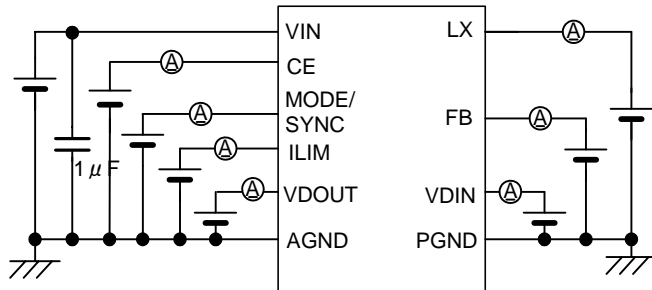 VIN
CE
MODE/
SYNC
ILIM
VDOUT
AGND
LX
FB
VDIN
PGND
A
A
A
A
A
A
A
1μF